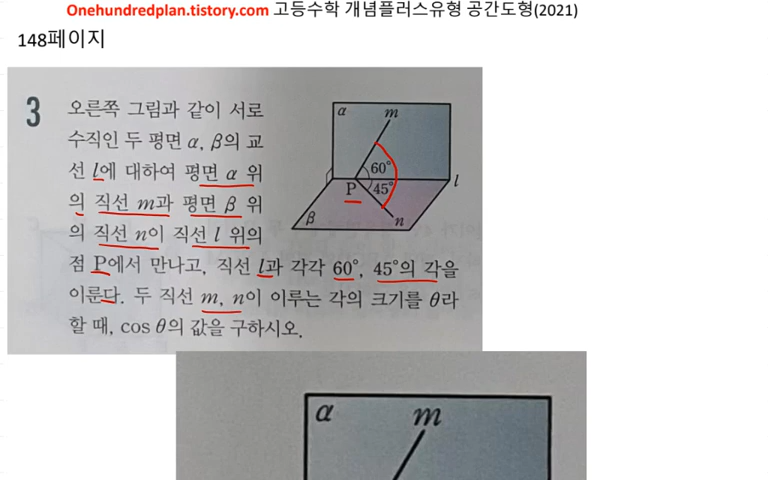 Onehundredplan.tistory.com 고등수학 개념플러스유형 공간도형(2021)
148페이지
3 오른쪽 그림과 같이 서로
수직인 두 평면 α, β의 교
선 l에 대하여 평면 α 위
의 직선 m과 평면 β 위
의 직선 n이 직선 l 위의
점 P에서 만나고, 직선 l과 각각 60°, 45°의 각을
이룬다. 두 직선 m, n이 이루는 각의 크기를 θ라
할 때, cos θ의 값을 구하시오.
α m
60°
P 45° l
β n
α m